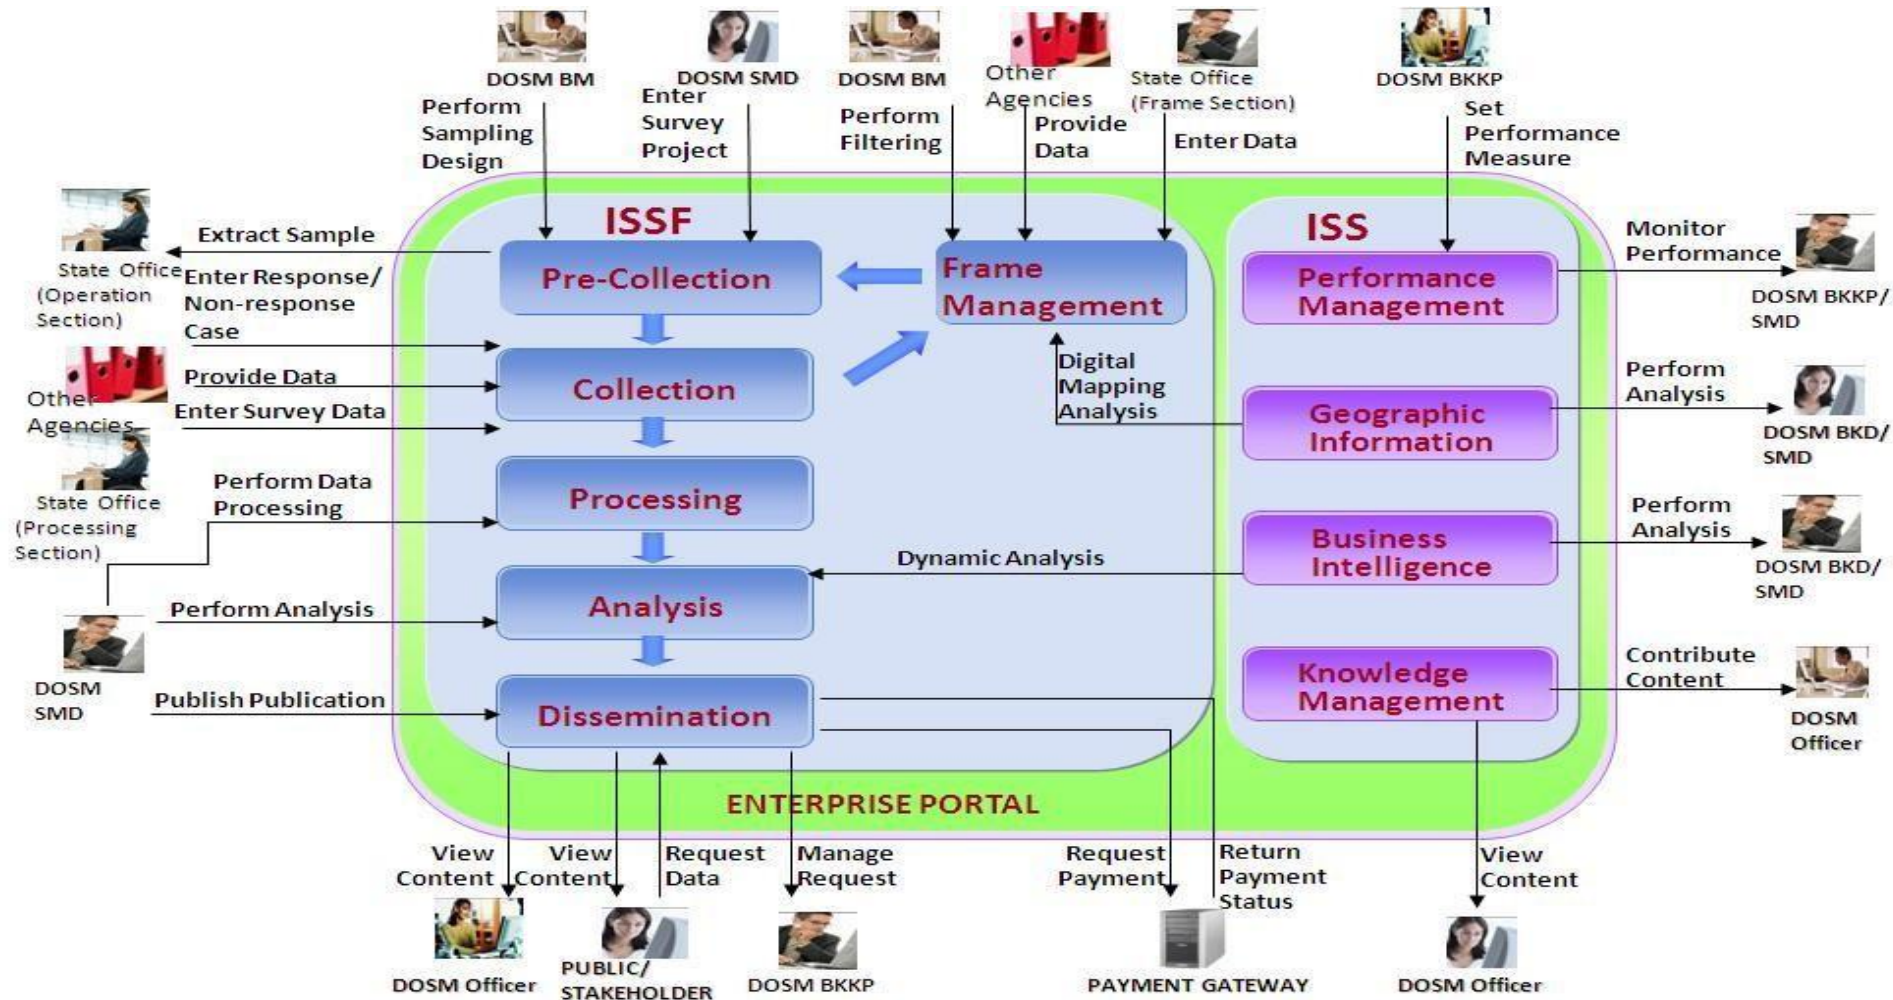 DOSM BM
DOSM SMD
DOSM BM
Other
Agencies
State Office
(Frame Section)
DOSM BKKP
Perform
Sampling
Design
Enter
Survey
Project
Perform
Filtering
Provide
Data
Enter Data
Set
Performance
Measure
ISSF
ISS
Extract Sample
State Office
(Operation
Section)
Enter Response/
Non-response
Case
Pre-Collection
Frame
Management
Performance
Management
Monitor
Performance
DOSM BKKP/
SMD
Provide Data
Other
Agencies
Enter Survey Data
Collection
Digital
Mapping
Analysis
Geographic
Information
Perform
Analysis
DOSM BKD/
SMD
State Office
(Processing
Section)
Perform Data
Processing
Processing
Dynamic Analysis
Business
Intelligence
Perform
Analysis
DOSM BKD/
SMD
Perform Analysis
Analysis
DOSM
SMD
Publish Publication
Dissemination
Knowledge
Management
Contribute
Content
DOSM
Officer
ENTERPRISE PORTAL
View
Content
View
Content
Request
Data
Manage
Request
Request
Payment
Return
Payment
Status
View
Content
DOSM Officer
PUBLIC/
STAKEHOLDER
DOSM BKKP
PAYMENT GATEWAY
DOSM Officer